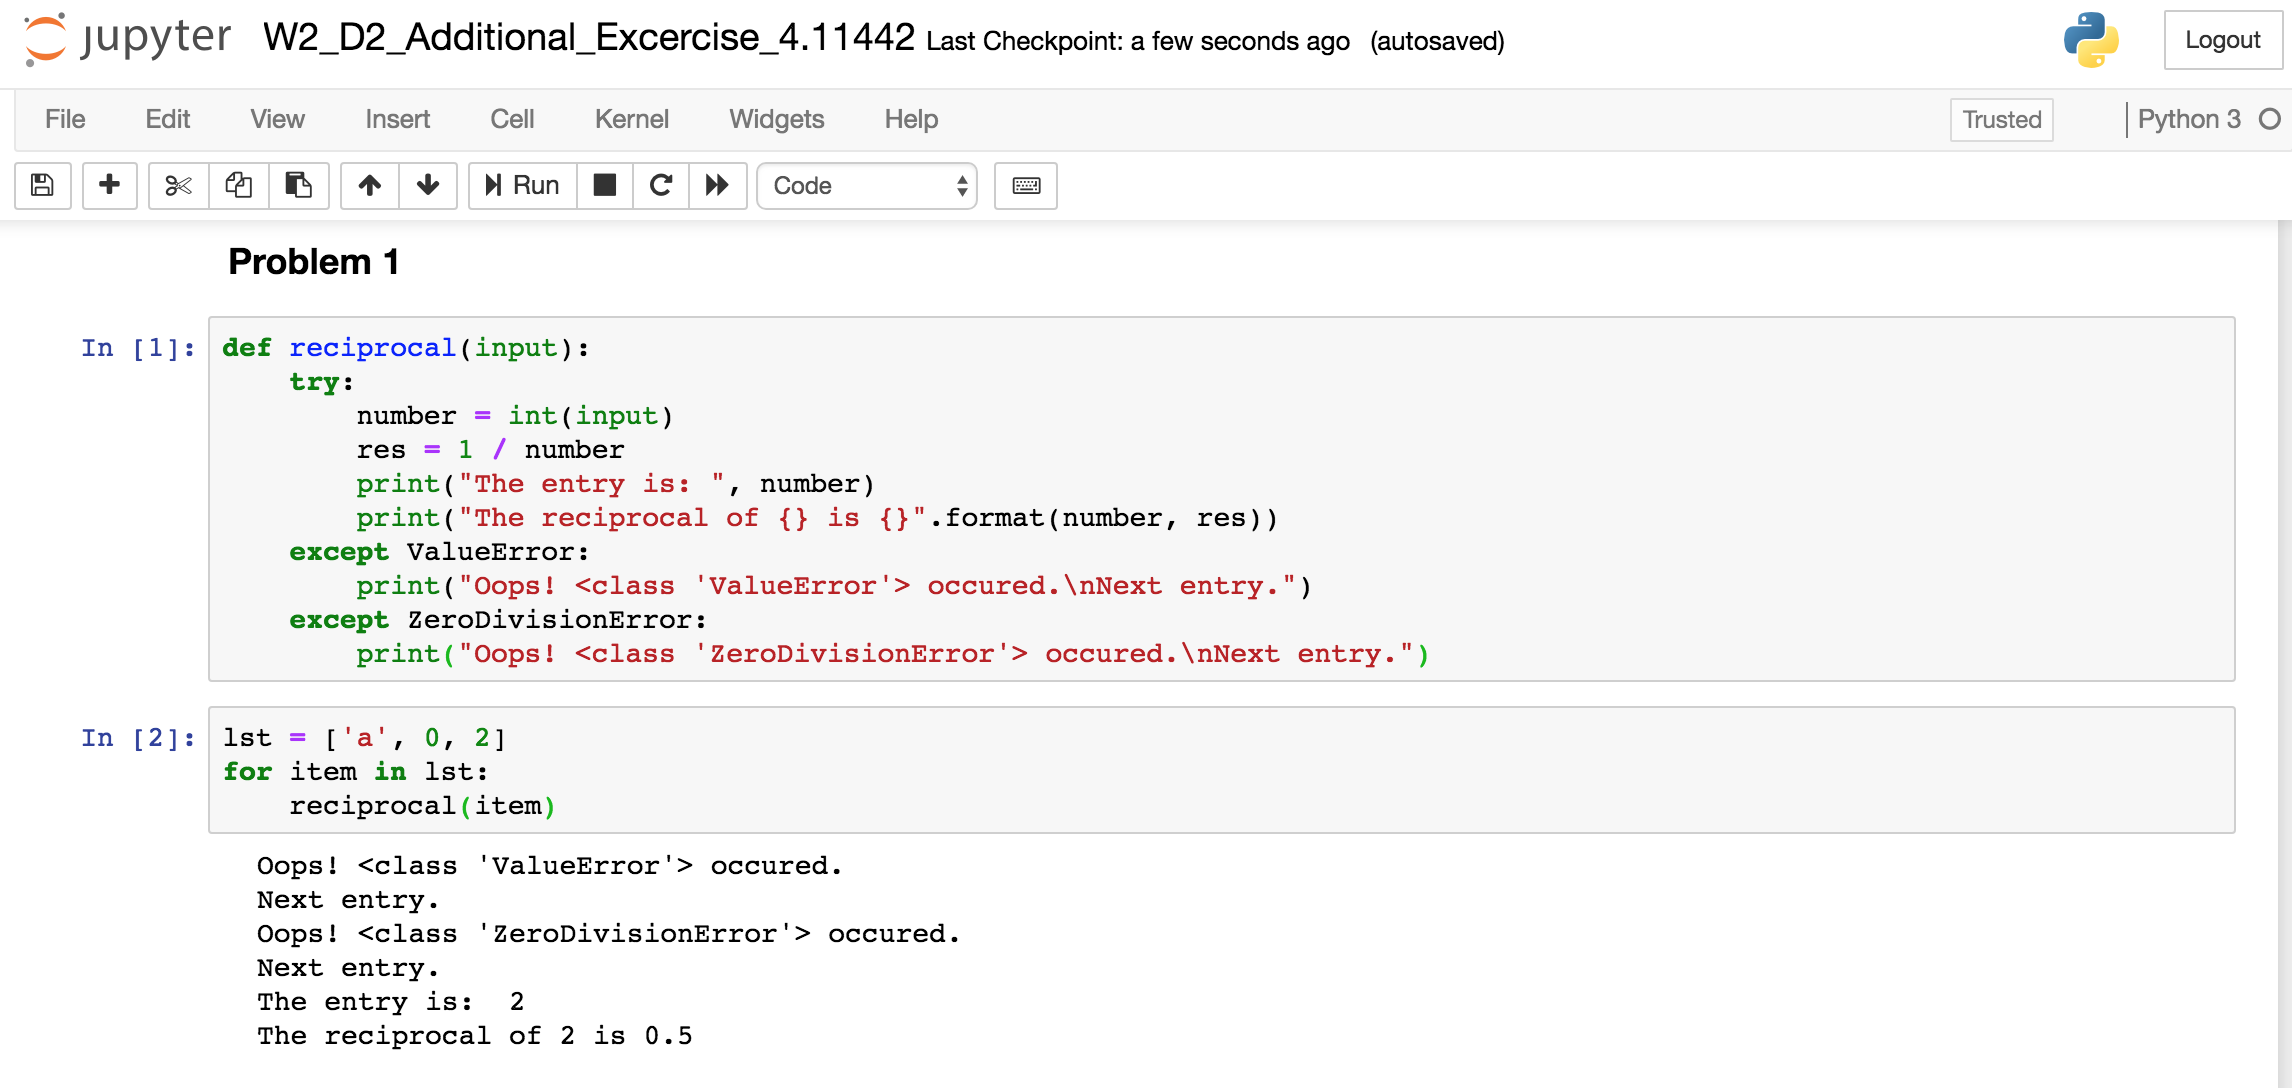 jupyter W2_D2_Additional_Excercise_4.11442 Last Checkpoint: a few seconds ago (autosaved) Logout
File Edit View Insert Cell Kernel Widgets Help Trusted Python 3
Run Code
Problem 1
In [1]: def reciprocal(input):
    try:
        number = int(input)
        res = 1 / number
        print("The entry is: ", number)
        print("The reciprocal of {} is {}".format(number, res))
    except ValueError:
        print("Oops! <class 'ValueError'> occured.\nNext entry.")
    except ZeroDivisionError:
        print("Oops! <class 'ZeroDivisionError'> occured.\nNext entry.")
In [2]: lst = ['a', 0, 2]
for item in lst:
    reciprocal(item)
Oops! <class 'ValueError'> occured.
Next entry.
Oops! <class 'ZeroDivisionError'> occured.
Next entry.
The entry is:  2
The reciprocal of 2 is 0.5